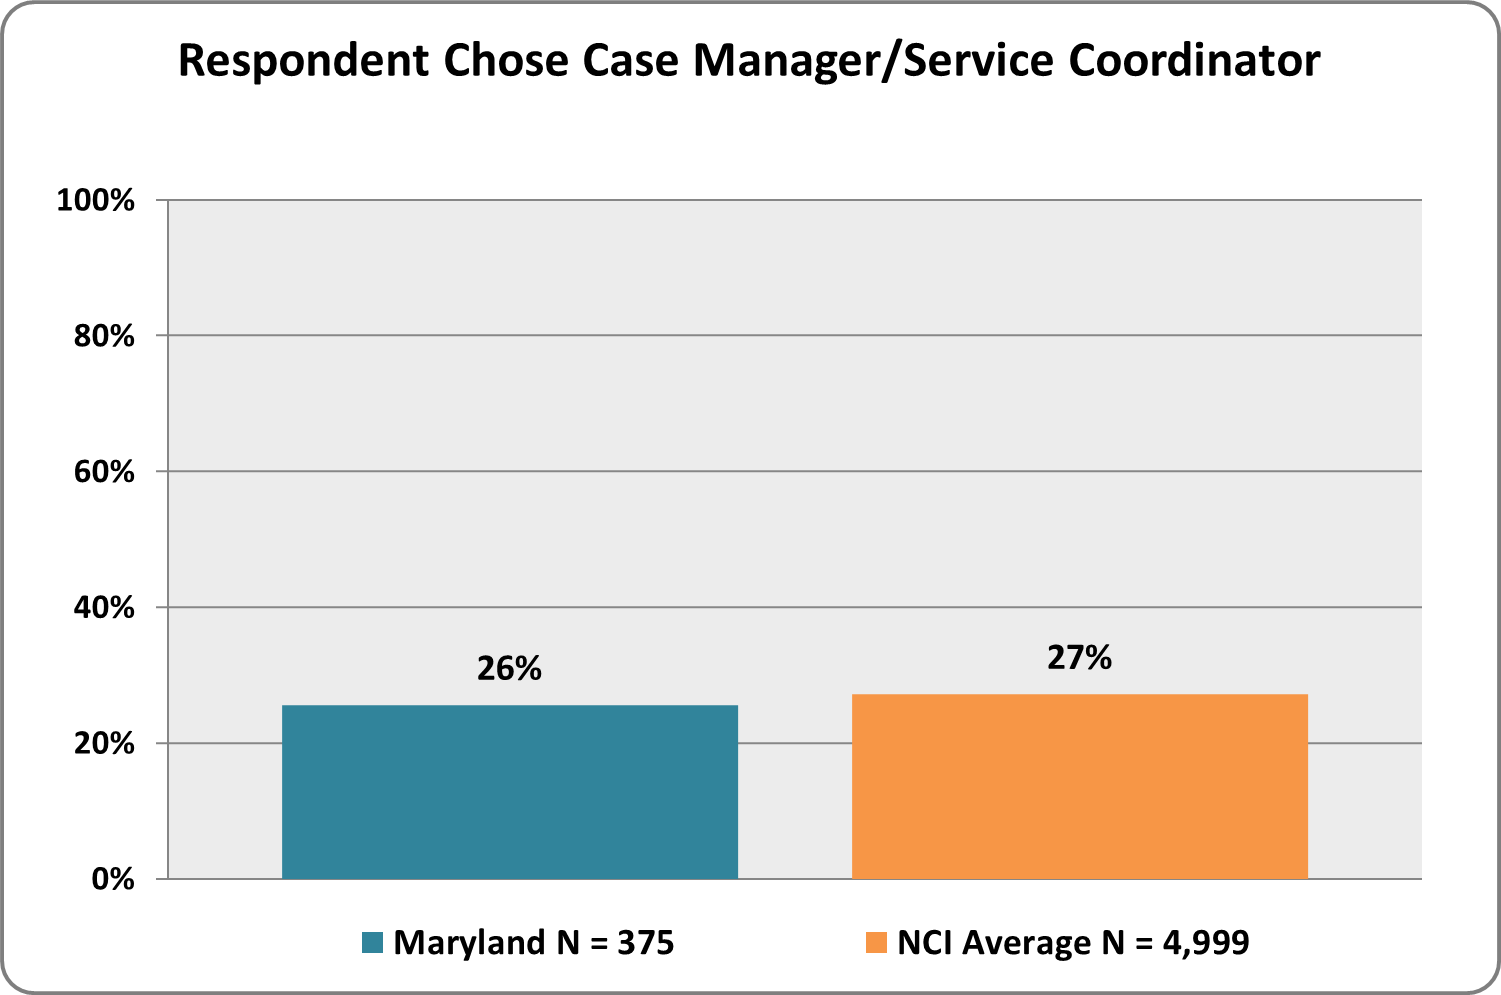 Respondent Chose Case Manager/Service Coordinator
100%
80%
60%
40%
20%
0%
26%
27%
Maryland N = 375
NCI Average N = 4,999